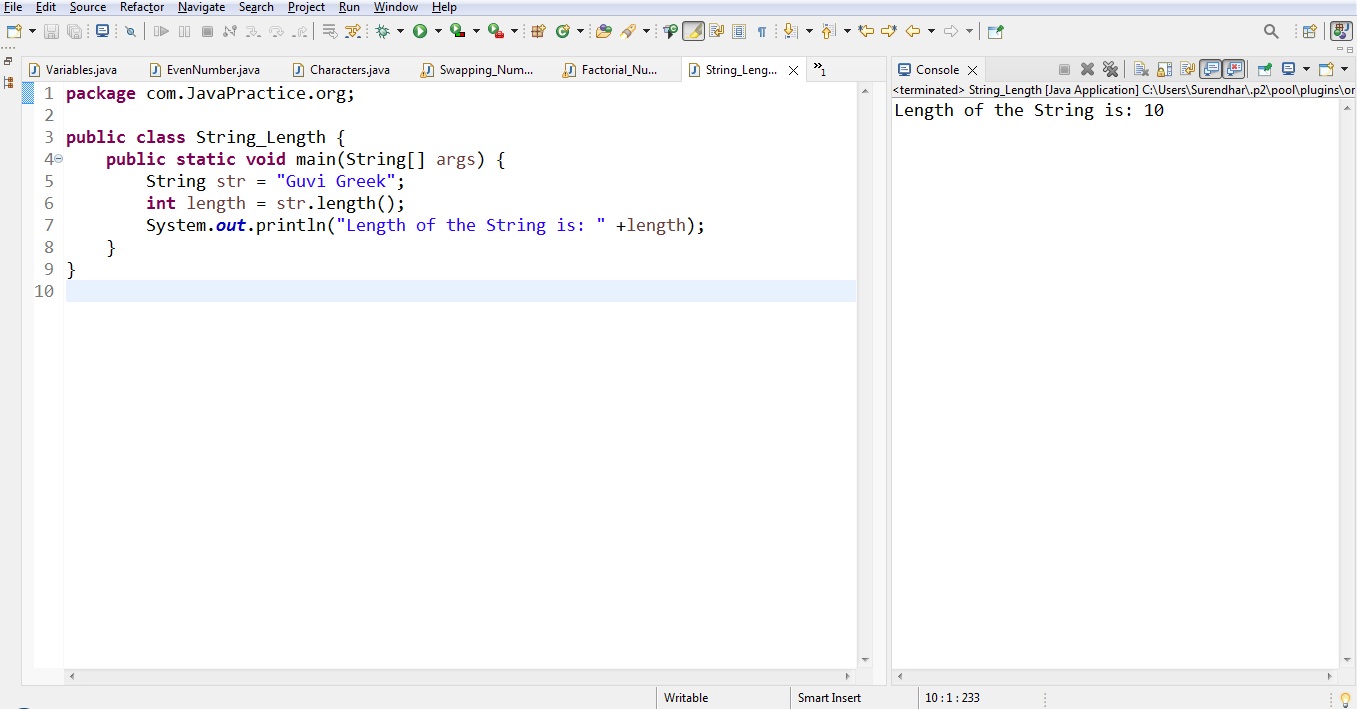 File Edit Source Refactor Navigate Search Project Run Window Help
Variables.java EvenNumber.java Characters.java Swapping_Num... Factorial_Nu... String_Leng... »1
1 package com.JavaPractice.org;
2
3 public class String_Length {
4 public static void main(String[] args) {
5 String str = "Guvi Greek";
6 int length = str.length();
7 System.out.println("Length of the String is: " +length);
8 }
9 }
10
Console
<terminated> String_Length [Java Application] C:\Users\Surendhar\.p2\pool\plugins\or
Length of the String is: 10
Writable Smart Insert 10 : 1 : 233